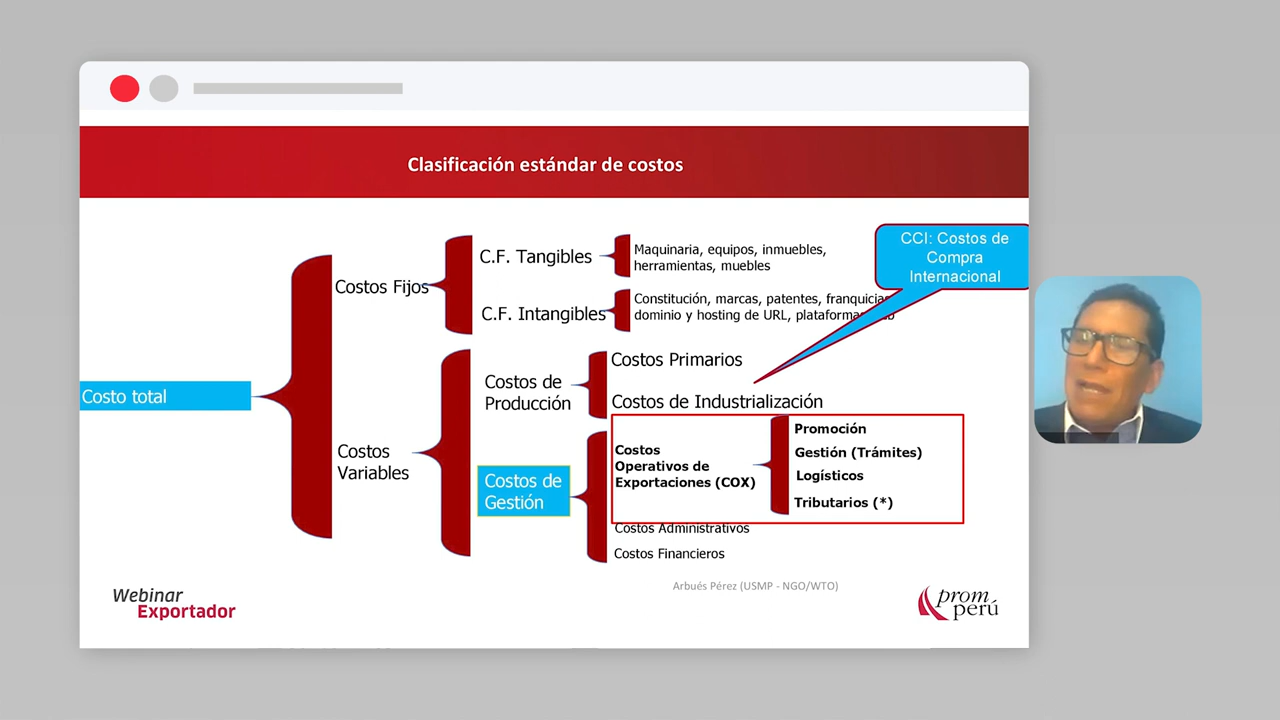 Clasificación estándar de costos
CCI: Costos de
Compra
Internacional
C.F. Tangibles
Maquinaria, equipos, inmuebles,
herramientas, muebles
Costos Fijos
C.F. Intangibles
Constitución, marcas, patentes, franquicias
dominio y hosting de URL,
Costo total
Costos
Variables
Costos de
Producción
Costos Primarios
Costos de Industrialización
Costos de
Gestión
Costos
Operativos de
Exportaciones (COX)
Promoción
Gestión (Trámites)
Logísticos
Tributarios (*)
Costos Administrativos
Costos Financieros
Arbués Pérez (USMP - NGO/WTO)
Webinar
Exportador
prom
perú